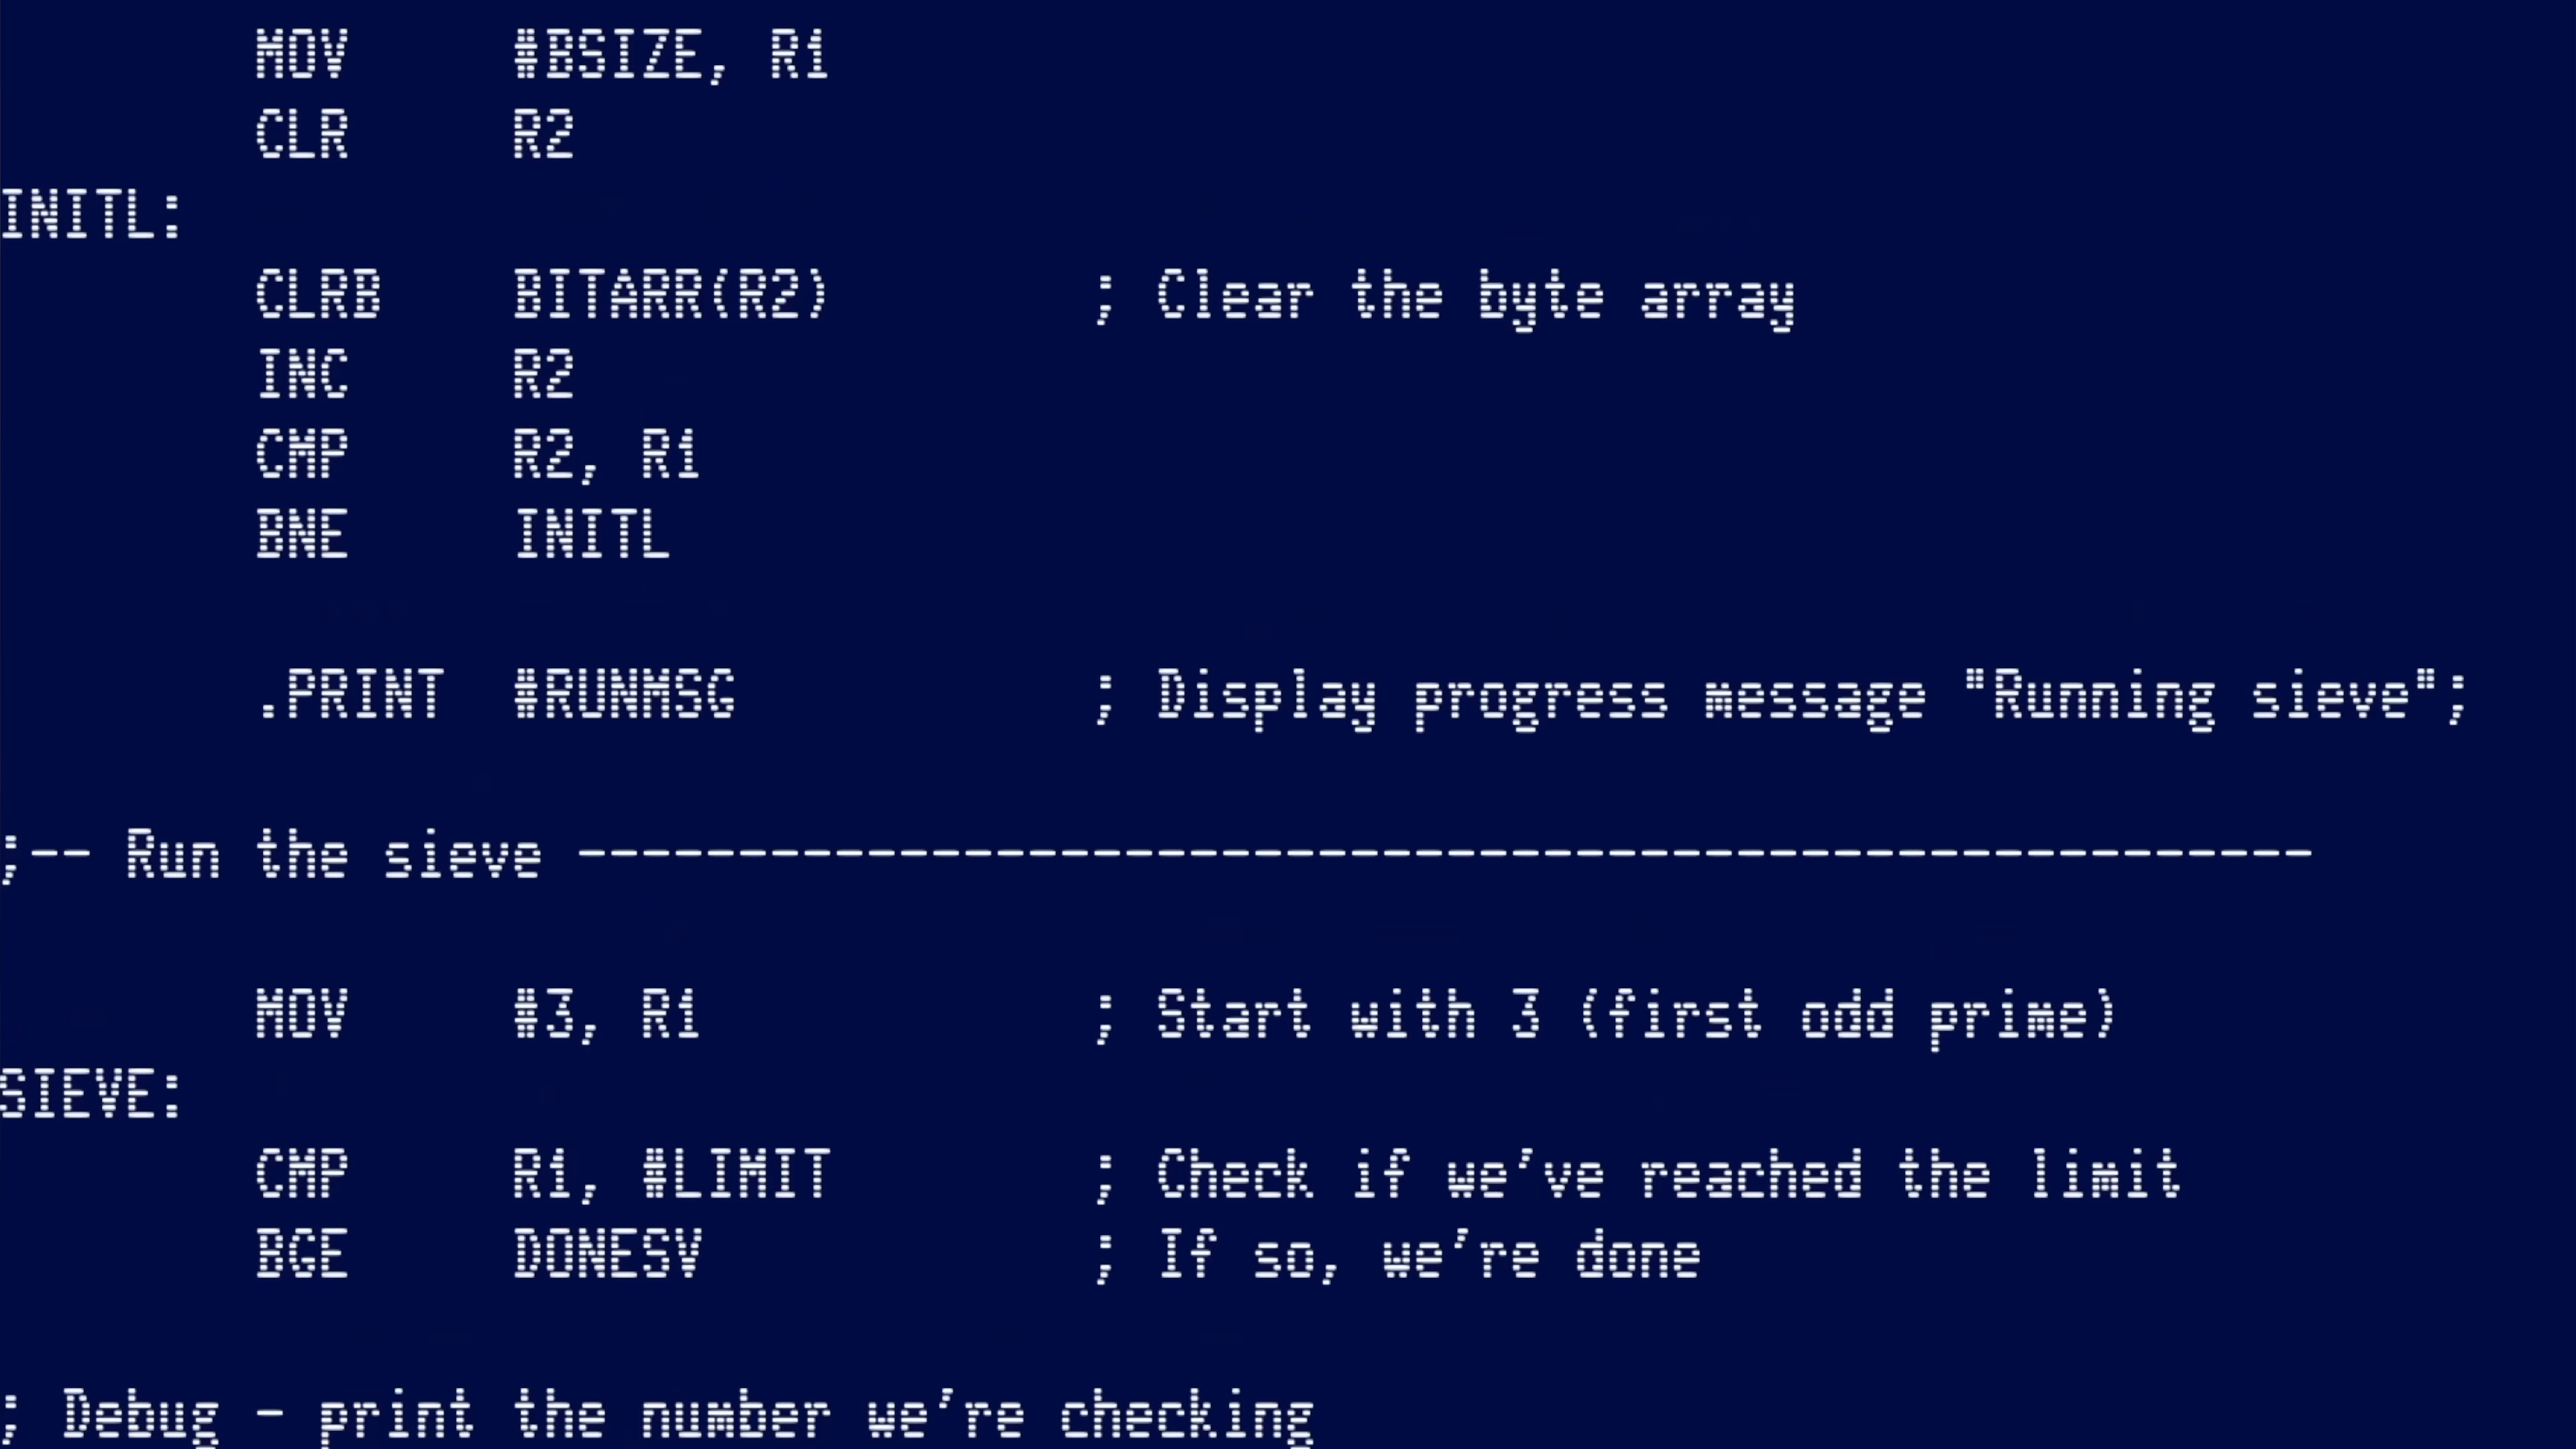 MOV #BSIZE, R1
CLR R2
INITL:
CLRB BITARR(R2) ; Clear the byte array
INC R2
CMP R2, R1
BNE INITL
.PRINT #RUNMSG ; Display progress message "Running sieve";
;-- Run the sieve ------------------------------------------------------
MOV #3, R1 ; Start with 3 (first odd prime)
SIEVE:
CMP R1, #LIMIT ; Check if we've reached the limit
BGE DONESV ; If so, we're done
; Debug - print the number we're checking